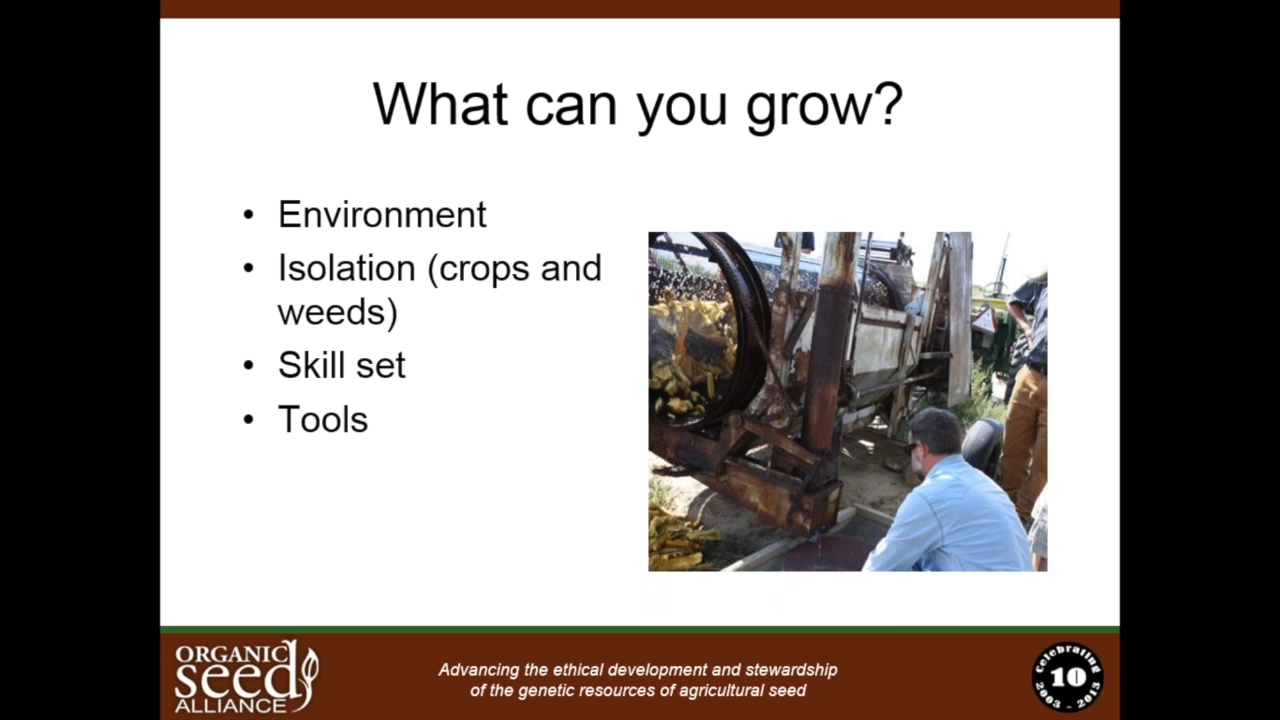 What can you grow?
• Environment
• Isolation (crops and
weeds)
• Skill set
• Tools
ORGANIC
seed
ALLIANCE
Advancing the ethical development and stewardship
of the genetic resources of agricultural seed
celebrating
10
2003 - 2013